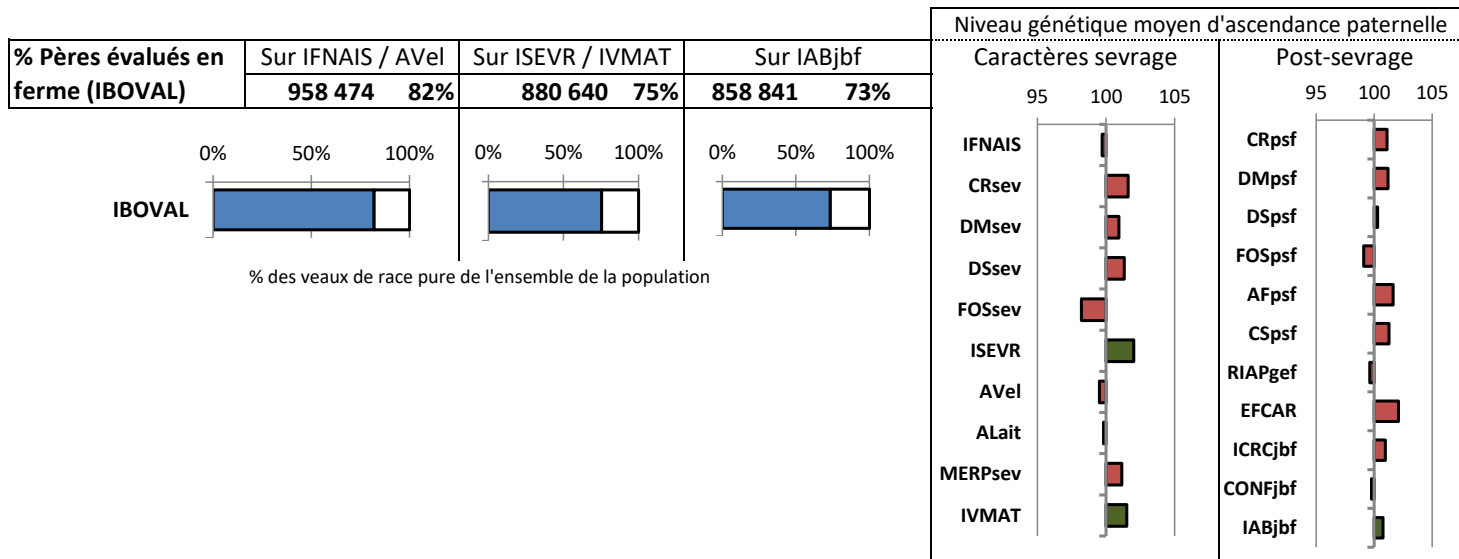 % Pères évalués en ferme (IBOVAL)
Sur IFNAIS / AVel
958 474 82%
Sur ISEVR / IVMAT
880 640 75%
Sur IABjbf
858 841 73%
0% 50% 100%
0% 50% 100%
0% 50% 100%
IBOVAL
% des veaux de race pure de l'ensemble de la population
Niveau génétique moyen d'ascendance paternelle
Caractères sevrage
95 100 105
IFNAIS
CRsev
DMsev
DSsev
FOSsev
ISEVR
AVel
ALait
MERPsev
IVMAT
Post-sevrage
95 100 105
CRpsf
DMpsf
DSpsf
FOSpsf
AFpsf
CSpsf
RIAPgef
EFCAR
ICRCjbf
CONFjbf
IABjbf